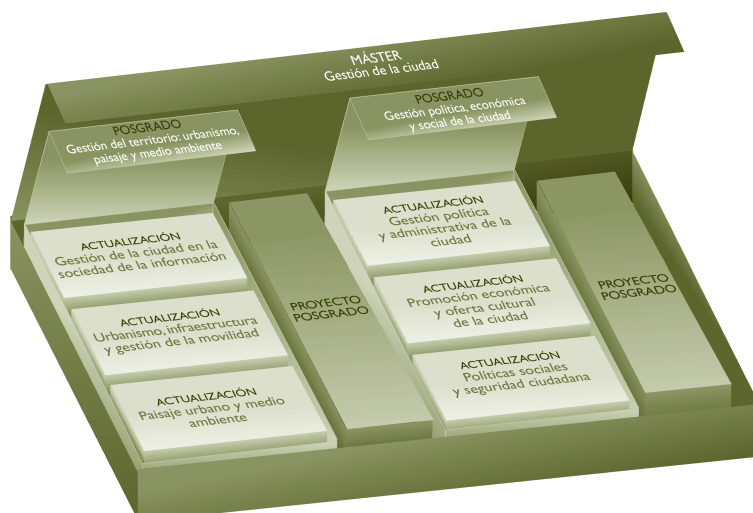 MÁSTER
Gestión de la ciudad
POSGRADO
Gestión del territorio: urbanismo,
paisaje y medio ambiente
POSGRADO
Gestión política, económica
y social de la ciudad
ACTUALIZACIÓN
Gestión de la ciudad en la
sociedad de la información
ACTUALIZACIÓN
Urbanismo, infraestructura
y gestión de la movilidad
ACTUALIZACIÓN
Paisaje urbano y medio
ambiente
PROYECTO
POSGRADO
ACTUALIZACIÓN
Gestión política
y administrativa de la
ciudad
ACTUALIZACIÓN
Promoción económica
y oferta cultural
de la ciudad
ACTUALIZACIÓN
Políticas sociales
y seguridad ciudadana
PROYECTO
POSGRADO